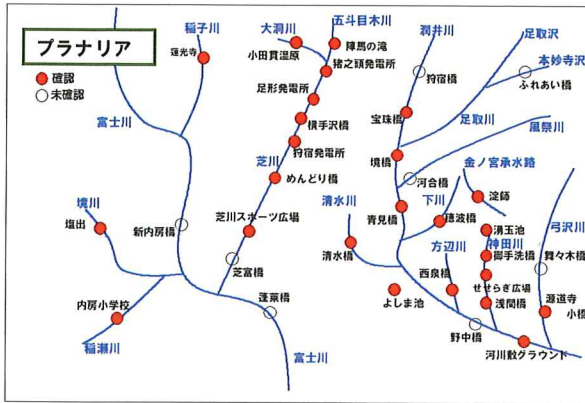 プラナリア
確認
未確認
稲子川
蓮光寺
大洞川
小田貫湿原
五斗目木川
陣馬の滝
猪之頭発電所
足形発電所
横手沢橋
狩宿発電所
芝川
めんどり橋
芝川スポーツ広場
芝富橋
富士川
境川
塩出
新内房橋
内房小学校
稲瀬川
蓬莱橋
富士川
潤井川
狩宿橋
宝珠橋
境橋
河合橋
青見橋
足取沢
本妙寺沢
ふれあい橋
足取川
風祭川
金ノ宮承水路
淀師
下川
穂波橋
清水川
清水橋
よしま池
方辺川
西泉橋
湧玉池
神田川
御手洗橋
せせらぎ広場
浅間橋
野中橋
弓沢川
舞々木橋
源道寺
小橋
河川敷グラウンド